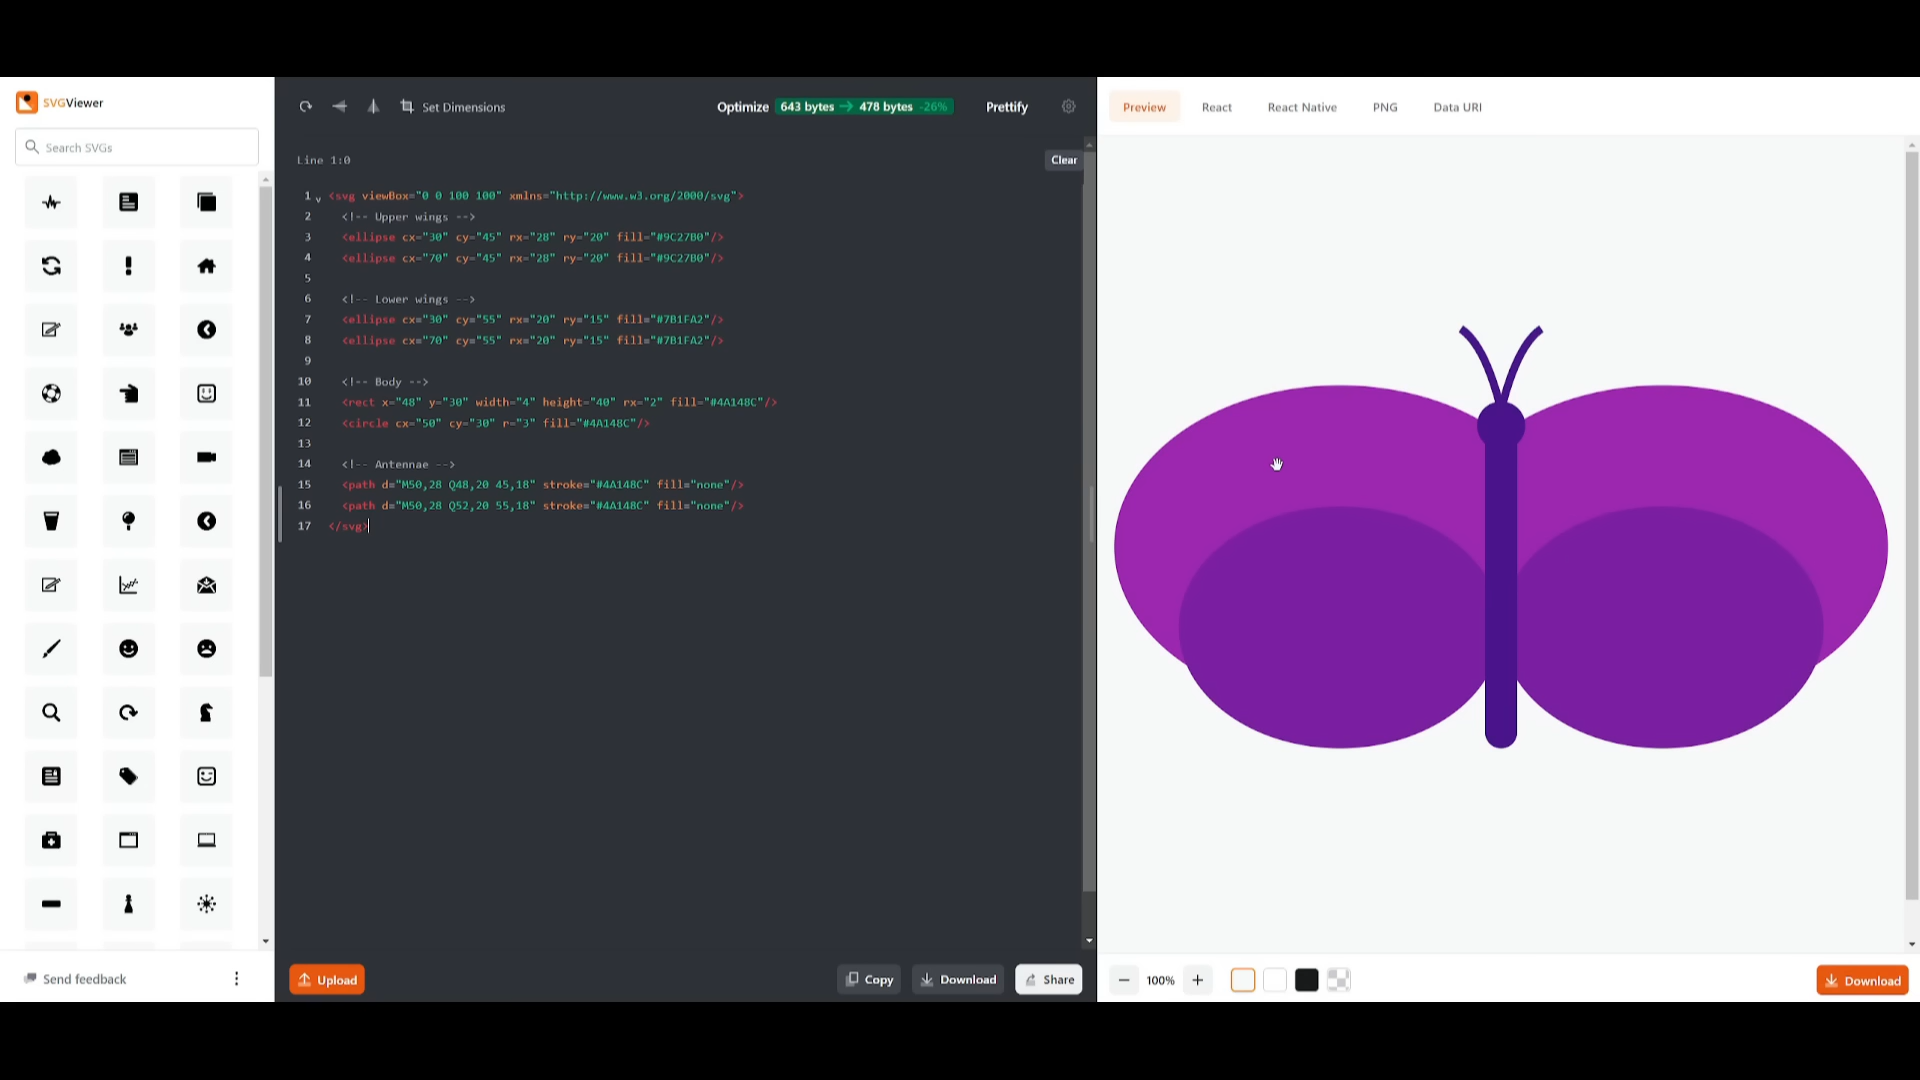 SVGViewer
Search SVGs
Send feedback
Set Dimensions
Optimize 643 bytes → 478 bytes -26%
Prettify
Line 1:0
Clear
1 <svg viewBox="0 0 100 100" xmlns="http://www.w3.org/2000/svg">
2 <!-- Upper wings -->
3 <ellipse cx="30" cy="45" rx="28" ry="20" fill="#9C27B0"/>
4 <ellipse cx="70" cy="45" rx="28" ry="20" fill="#9C27B0"/>
5
6 <!-- Lower wings -->
7 <ellipse cx="30" cy="55" rx="20" ry="15" fill="#7B1FA2"/>
8 <ellipse cx="70" cy="55" rx="20" ry="15" fill="#7B1FA2"/>
9
10 <!-- Body -->
11 <rect x="48" y="30" width="4" height="40" rx="2" fill="#4A148C"/>
12 <circle cx="50" cy="30" r="3" fill="#4A148C"/>
13
14 <!-- Antennae -->
15 <path d="M50,28 Q48,20 45,18" stroke="#4A148C" fill="none"/>
16 <path d="M50,28 Q52,20 55,18" stroke="#4A148C" fill="none"/>
17 </svg>
Upload
Copy
Download
Share
Preview
React
React Native
PNG
Data URI
100%
Download